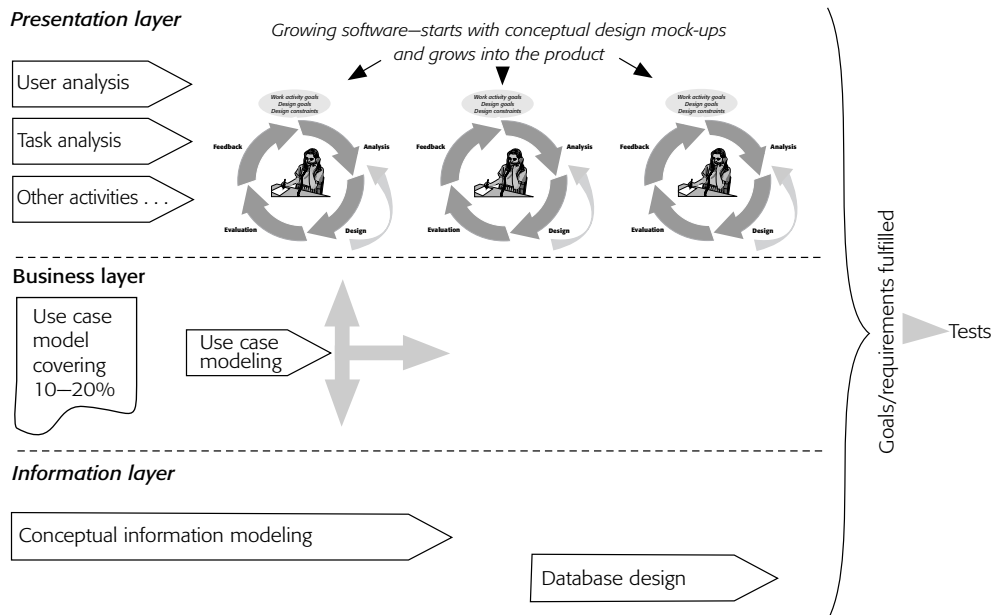 Presentation layer
Growing software—starts with conceptual design mock-ups
and grows into the product
User analysis
Task analysis
Other activities . . .
Work activity goals
Design goals
Design constraints
Feedback
Analysis
Evaluation
Design
Work activity goals
Design goals
Design constraints
Feedback
Analysis
Evaluation
Design
Work activity goals
Design goals
Design constraints
Feedback
Analysis
Evaluation
Design
Business layer
Use case
model
covering
10—20%
Use case
modeling
Information layer
Conceptual information modeling
Database design
Goals/requirements fulfilled
Tests